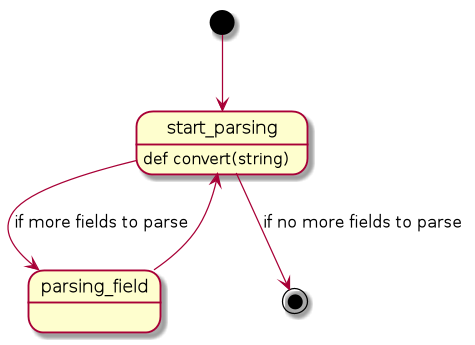 start_parsing
def convert(string)
if more fields to parse
if no more fields to parse
parsing_field